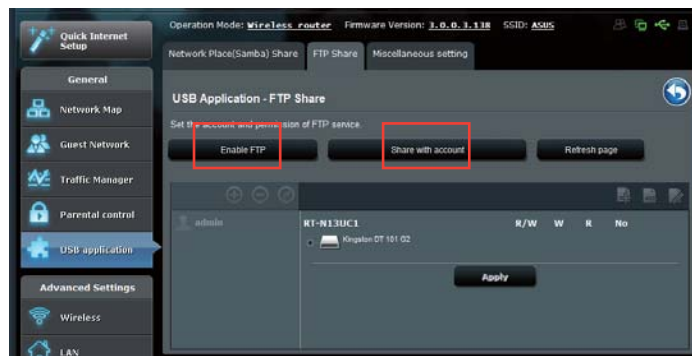 Quick Internet
Setup
Operation Mode: Wireless router Firmware Version: 3.0.0.3.138 SSID: ASUS
Network Place(Samba) Share FTP Share Miscellaneous setting
General
Network Map
Guest Network
Traffic Manager
Parental control
USB application
Advanced Settings
Wireless
LAN
USB Application - FTP Share
Set the account and permission of FTP service.
Enable FTP Share with account Refresh page
admin RT-N13UC1 R/W W R No
Kingston DT 101 G2
Apply